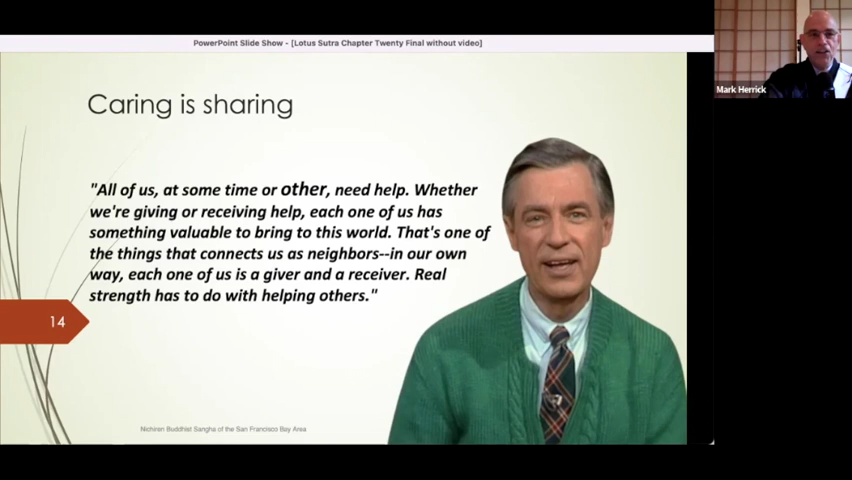 PowerPoint Slide Show - [Lotus Sutra Chapter Twenty Final without video]
Mark Herrick
Caring is sharing
"All of us, at some time or other, need help. Whether
we're giving or receiving help, each one of us has
something valuable to bring to this world. That's one of
the things that connects us as neighbors--in our own
way, each one of us is a giver and a receiver. Real
strength has to do with helping others."
14
Nichiren Buddhist Sangha of the San Francisco Bay Area